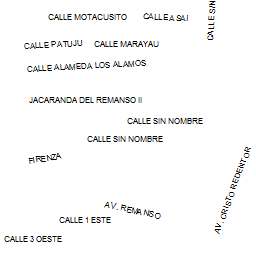 CALLE MOTACUSITO
CALLE ASAI
CALLE SIN
CALLE PATUJU
CALLE MARAYAU
CALLE ALAMEDA LOS ALAMOS
JACARANDA DEL REMANSO II
CALLE SIN NOMBRE
CALLE SIN NOMBRE
FIRENZA
AV. CRISTO REDENTOR
AV. REMANSO
CALLE 1 ESTE
CALLE 3 OESTE